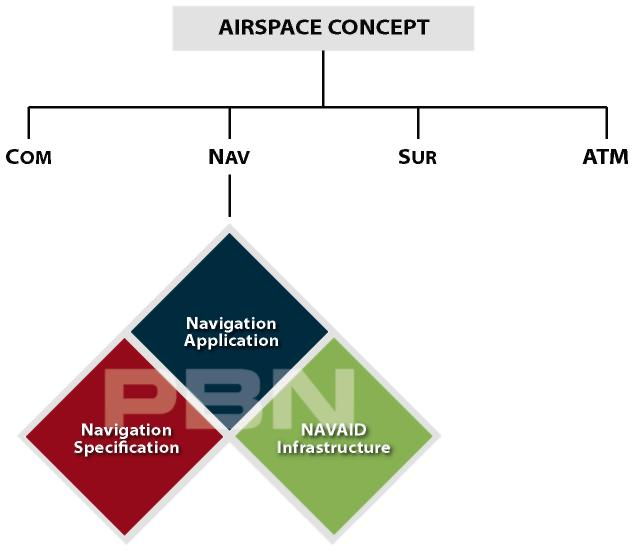 AIRSPACE CONCEPT
COM NAV SUR ATM
Navigation
Application
PBN
Navigation
Specification
NAVAID
Infrastructure